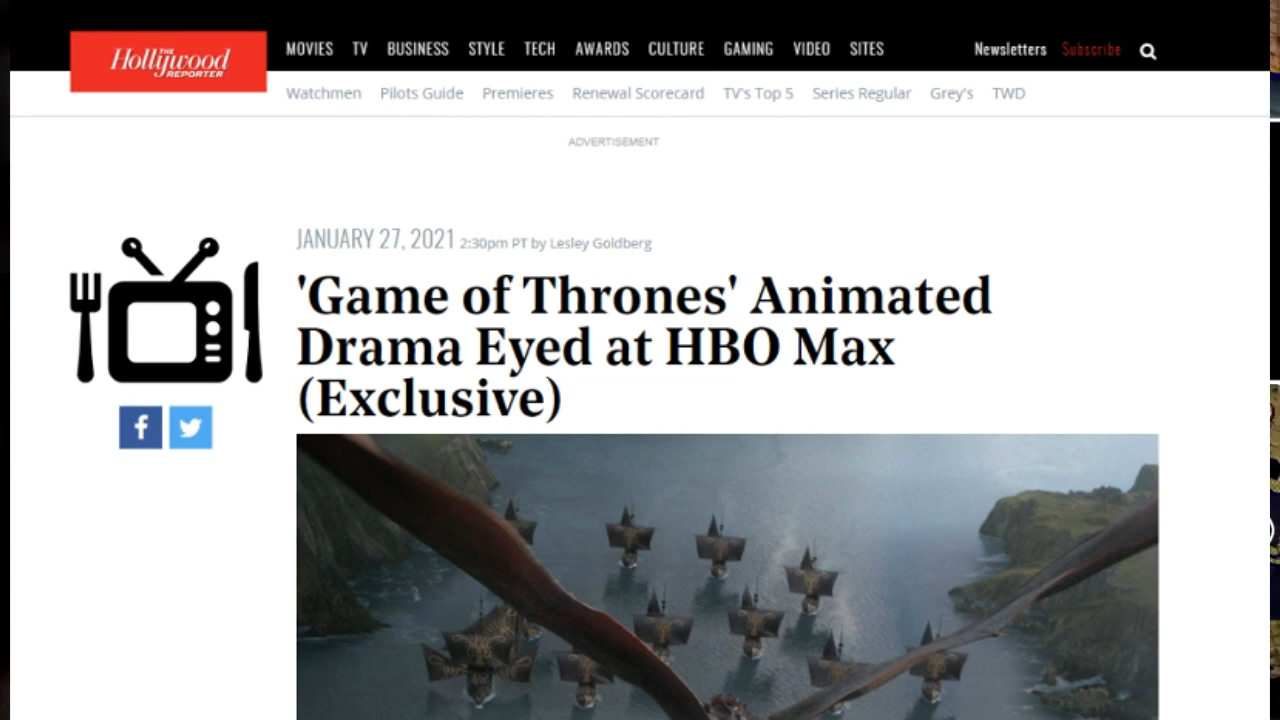 THE Hollywood REPORTER
MOVIES TV BUSINESS STYLE TECH AWARDS CULTURE GAMING VIDEO SITES Newsletters Subscribe
Watchmen Pilots Guide Premieres Renewal Scorecard TV's Top 5 Series Regular Grey's TWD
ADVERTISEMENT
JANUARY 27, 2021 2:30pm PT by Lesley Goldberg
'Game of Thrones' Animated
Drama Eyed at HBO Max
(Exclusive)